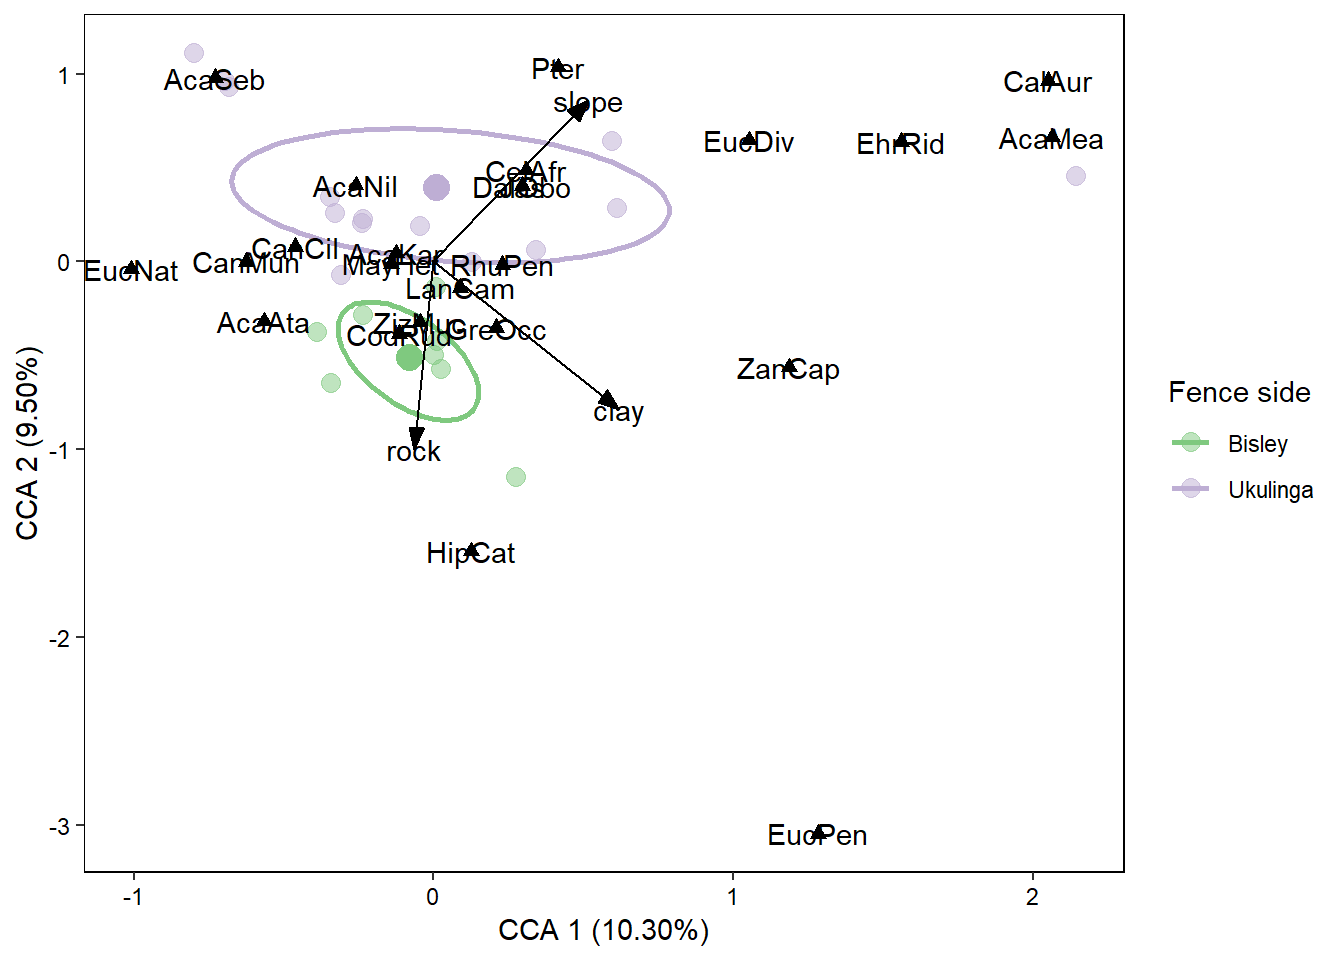 1
0
-1
-2
-3
CCA 2 (9.50%)
AcaSeb
Pter
slope
CalAur
EucDiv
EhrRid
AcaMea
CelAfr
AcaNil
CanCil
AcaKar
CanMun
MayHet
RhuPen
EucNat
LanCam
AcaAta
ZizMuc
GreOcc
CodRud
ZanCap
clay
rock
HipCat
EucPen
-1
0
1
2
CCA 1 (10.30%)
Fence side
Bisley
Ukulinga